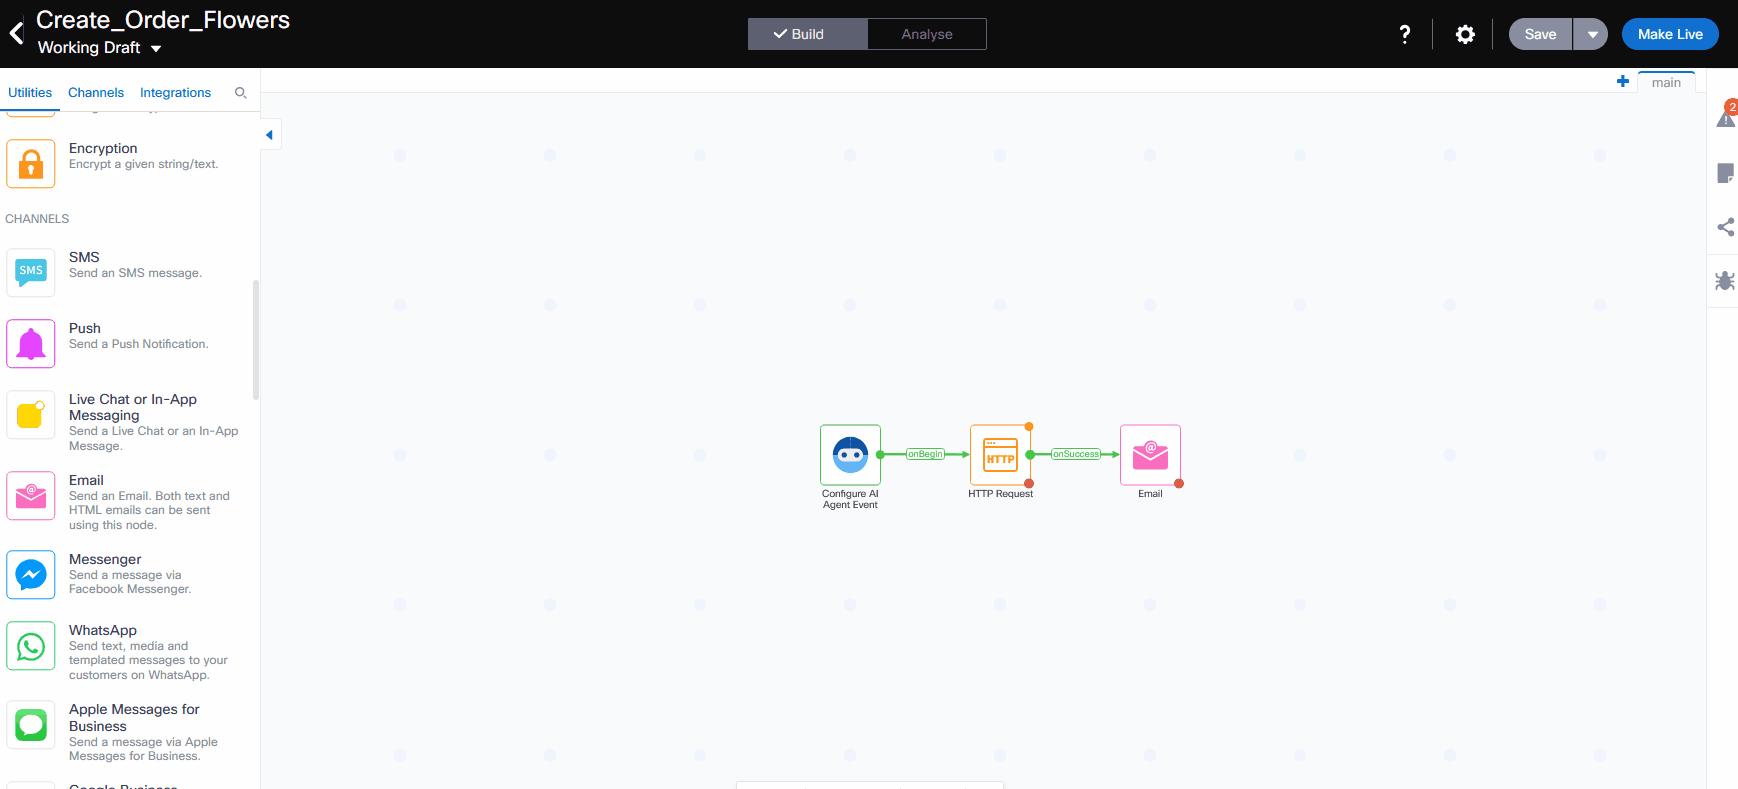 Create_Order_Flowers
Working Draft
Build
Analyse
?
Save
Make Live
Utilities
Channels
Integrations
main
2
Encryption
Encrypt a given string/text.
CHANNELS
SMS
SMS
Send an SMS message.
Push
Send a Push Notification.
Live Chat or In-App
Messaging
Send a Live Chat or an In-App
Message.
Email
Send an Email. Both text and
HTML emails can be sent
using this node.
Messenger
Send a message via
Facebook Messenger.
WhatsApp
Send text, media and
templated messages to your
customers on WhatsApp.
Apple Messages for
Business
Send a message via Apple
Messages for Business.
Google Business
onBegin
HTTP
onSuccess
@
Configure AI
Agent Event
HTTP Request
Email